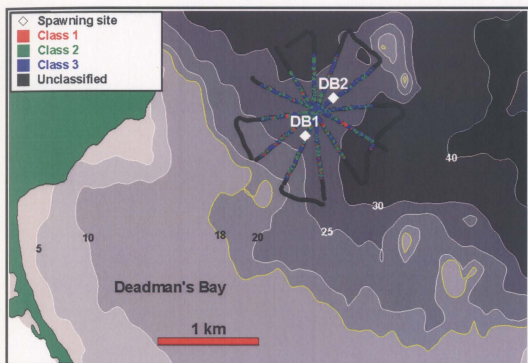 Spawning site
Class 1
Class 2
Class 3
Unclassified
DB2
DB1
40
30
25
20
18
10
5
Deadman's Bay
1 km